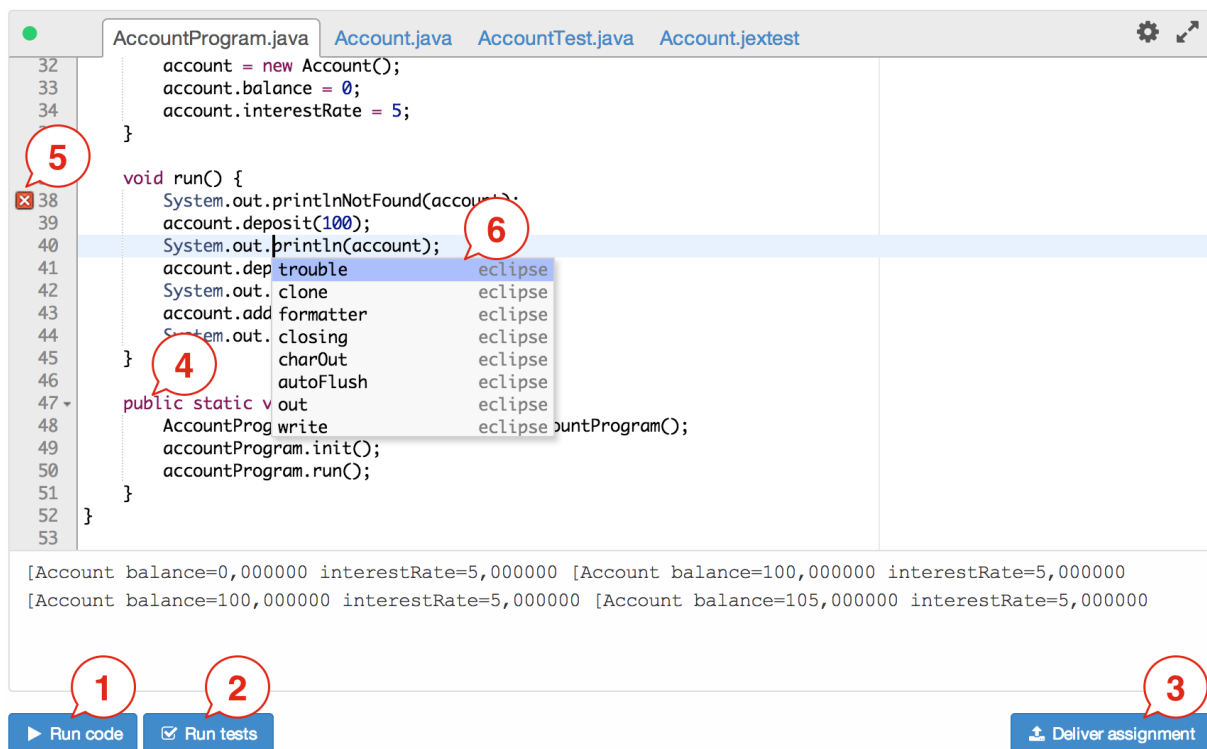 AccountProgram.java Account.java AccountTest.java Account.jextest
32 account = new Account();
33 account.balance = 0;
34 account.interestRate = 5;
}
5
void run() {
38 System.out.printlnNotFound(account);
39 account.deposit(100);
6
40 System.out.println(account);
41 account.dep trouble eclipse
42 System.out. clone eclipse
43 account.add formatter eclipse
44 System.out. closing eclipse
45 } charOut eclipse
4
46 autoFlush eclipse
47 public static v out eclipse
48 AccountProg write eclipse ountProgram();
49 accountProgram.init();
50 accountProgram.run();
51 }
52 }
53
[Account balance=0,000000 interestRate=5,000000 [Account balance=100,000000 interestRate=5,000000
[Account balance=100,000000 interestRate=5,000000 [Account balance=105,000000 interestRate=5,000000
1 2 3
Run code Run tests Deliver assignment